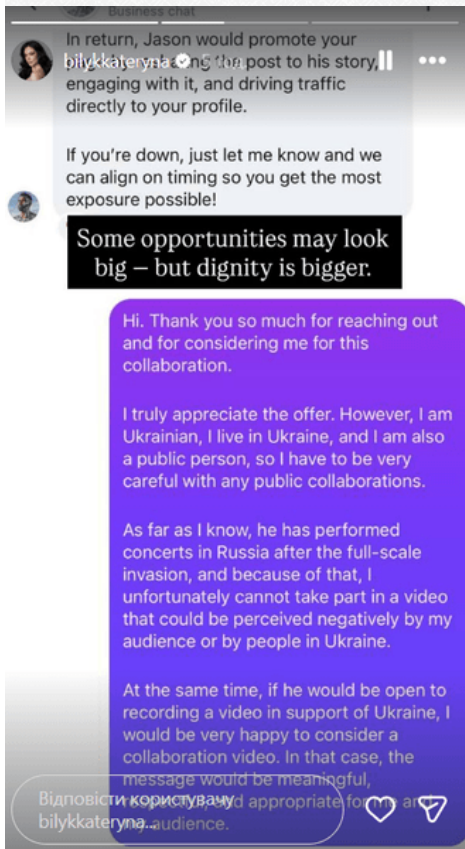 Business chat
In return, Jason would promote your
bilykkateryna the post to his story,
engaging with it, and driving traffic
directly to your profile.
If you're down, just let me know and we
can align on timing so you get the most
exposure possible!
Some opportunities may look
big — but dignity is bigger.
Hi. Thank you so much for reaching out
and for considering me for this
collaboration.
I truly appreciate the offer. However, I am
Ukrainian, I live in Ukraine, and I am also
a public person, so I have to be very
careful with any public collaborations.
As far as I know, he has performed
concerts in Russia after the full-scale
invasion, and because of that, I
unfortunately cannot take part in a video
that could be perceived negatively by my
audience or by people in Ukraine.
At the same time, if he would be open to
recording a video in support of Ukraine, I
would be very happy to consider a
collaboration video. In that case, the
message would be meaningful,
appropriate for me and
my audience.
Відповісти користувачу
bilykkateryna...